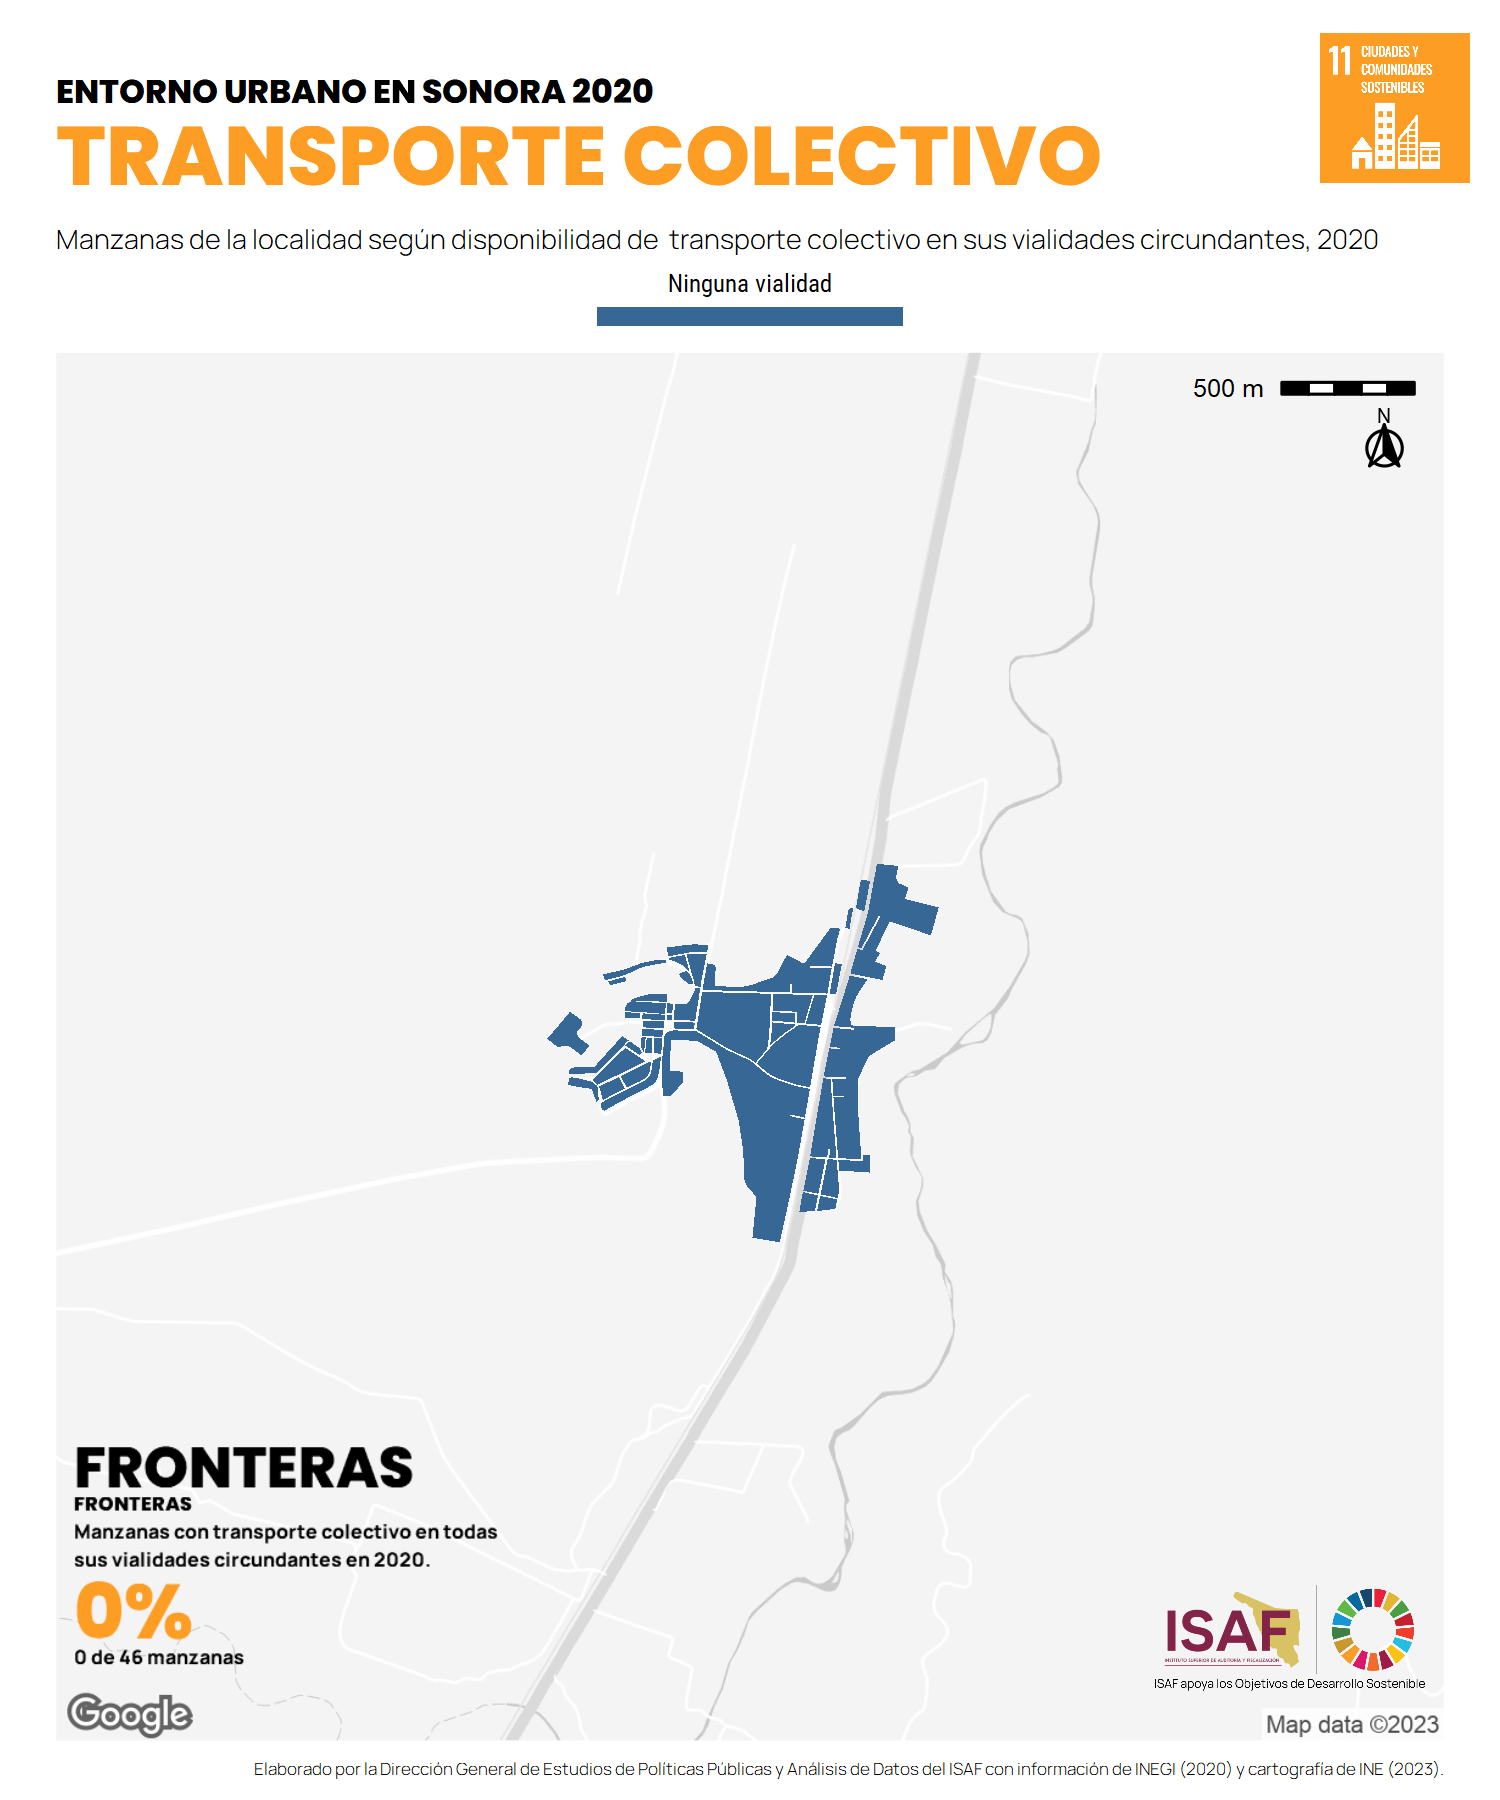 ENTORNO URBANO EN SONORA 2020
TRANSPORTE COLECTIVO
11 CIUDADES Y
COMUNIDADES
SOSTENIBLES
Manzanas de la localidad según disponibilidad de transporte colectivo en sus vialidades circundantes, 2020
Ninguna vialidad
500 m
N
FRONTERAS
FRONTERAS
Manzanas con transporte colectivo en todas
sus vialidades circundantes en 2020.
0%
0 de 46 manzanas
Google
ISAF
INSTITUTO SUPERIOR DE AUDITORÍA Y FISCALIZACIÓN
ISAF apoya los Objetivos de Desarrollo Sostenible
Map data ©2023
Elaborado por la Dirección General de Estudios de Políticas Públicas y Análisis de Datos del ISAF con información de INEGI (2020) y cartografía de INE (2023).